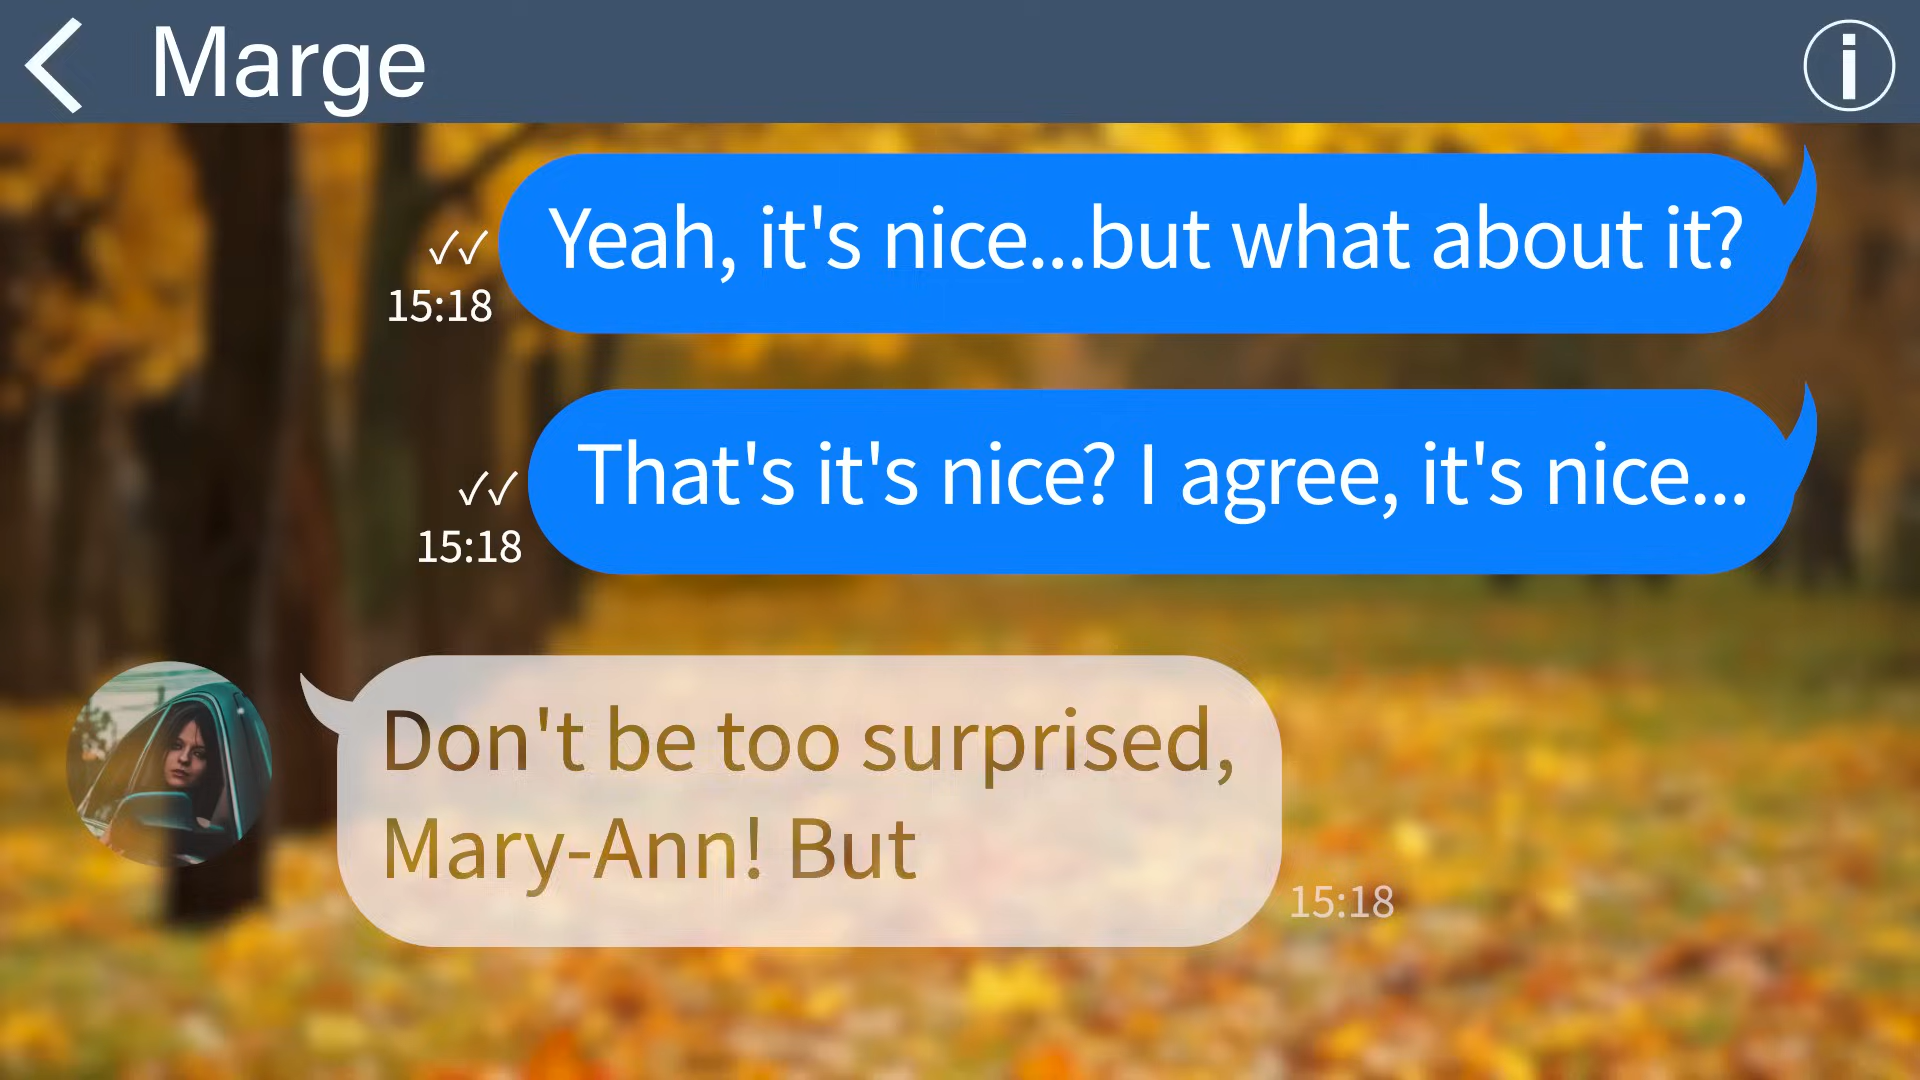 Marge
Yeah, it's nice...but what about it?
✓✓
15:18
That's it's nice? I agree, it's nice...
✓✓
15:18
Don't be too surprised,
Mary-Ann! But
15:18